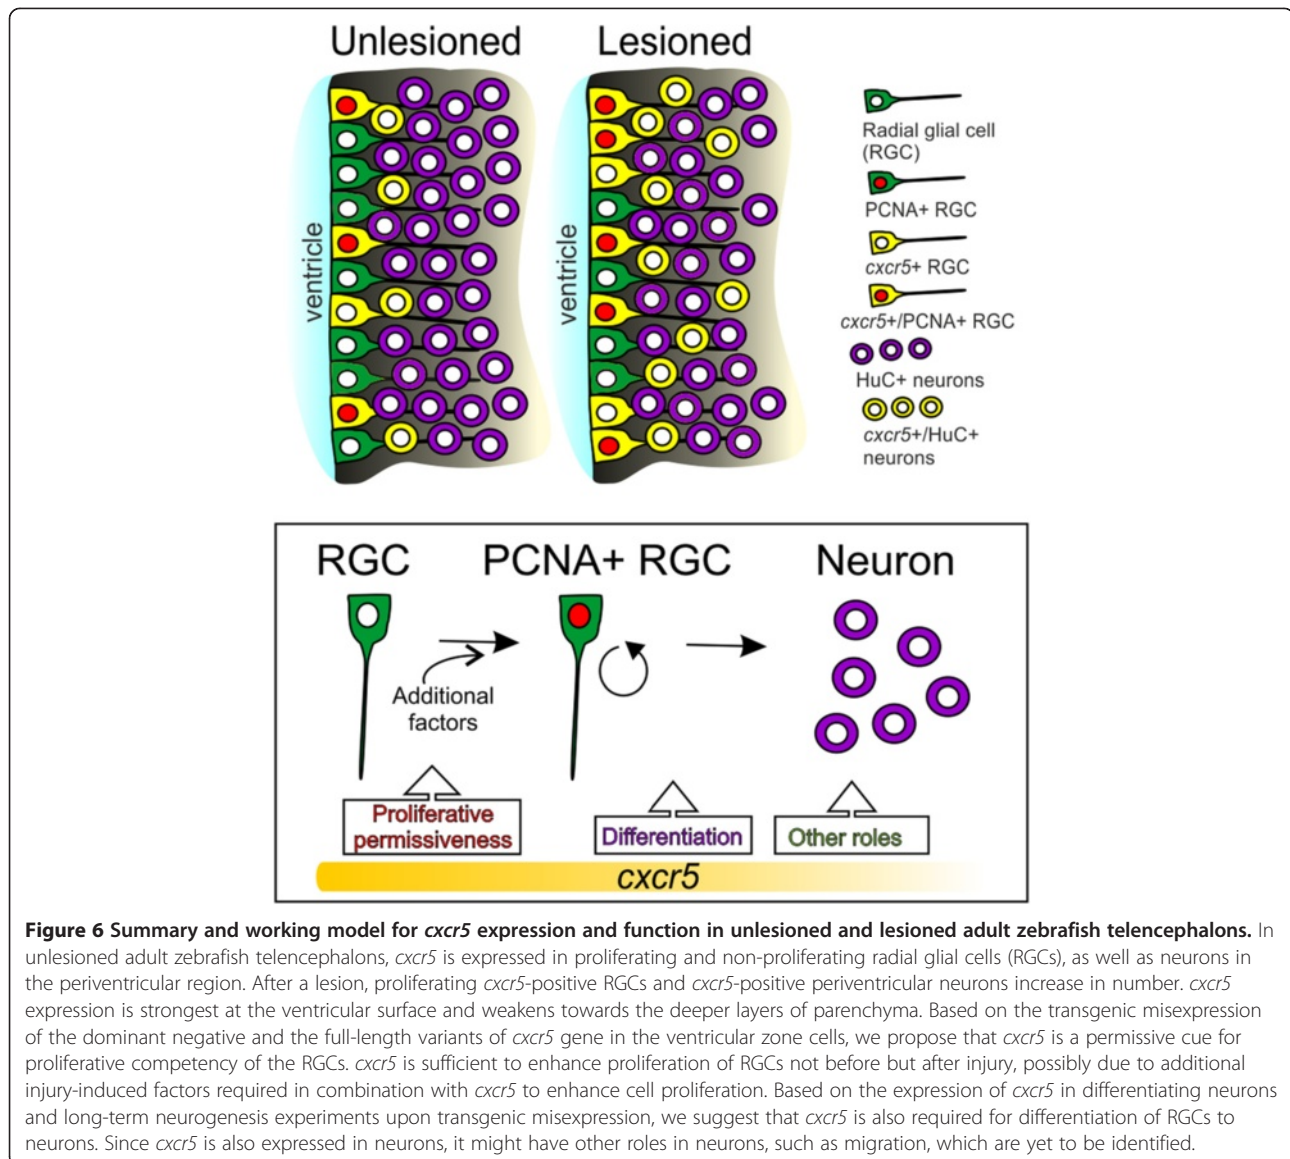 Unlesioned
Lesioned
ventricle
ventricle
Radial glial cell
(RGC)
PCNA+ RGC
cxcr5+ RGC
cxcr5+/PCNA+ RGC
HuC+ neurons
cxcr5+/HuC+
neurons
RGC
PCNA+ RGC
Neuron
Additional
factors
Proliferative
permissiveness
Differentiation
Other roles
cxcr5
Figure 6 Summary and working model for cxcr5 expression and function in unlesioned and lesioned adult zebrafish telencephalons. In
unlesioned adult zebrafish telencephalons, cxcr5 is expressed in proliferating and non-proliferating radial glial cells (RGCs), as well as neurons in
the periventricular region. After a lesion, proliferating cxcr5-positive RGCs and cxcr5-positive periventricular neurons increase in number. cxcr5
expression is strongest at the ventricular surface and weakens towards the deeper layers of parenchyma. Based on the transgenic misexpression
of the dominant negative and the full-length variants of cxcr5 gene in the ventricular zone cells, we propose that cxcr5 is a permissive cue for
proliferative competency of the RGCs. cxcr5 is sufficient to enhance proliferation of RGCs not before but after injury, possibly due to additional
injury-induced factors required in combination with cxcr5 to enhance cell proliferation. Based on the expression of cxcr5 in differentiating neurons
and long-term neurogenesis experiments upon transgenic misexpression, we suggest that cxcr5 is also required for differentiation of RGCs to
neurons. Since cxcr5 is also expressed in neurons, it might have other roles in neurons, such as migration, which are yet to be identified.